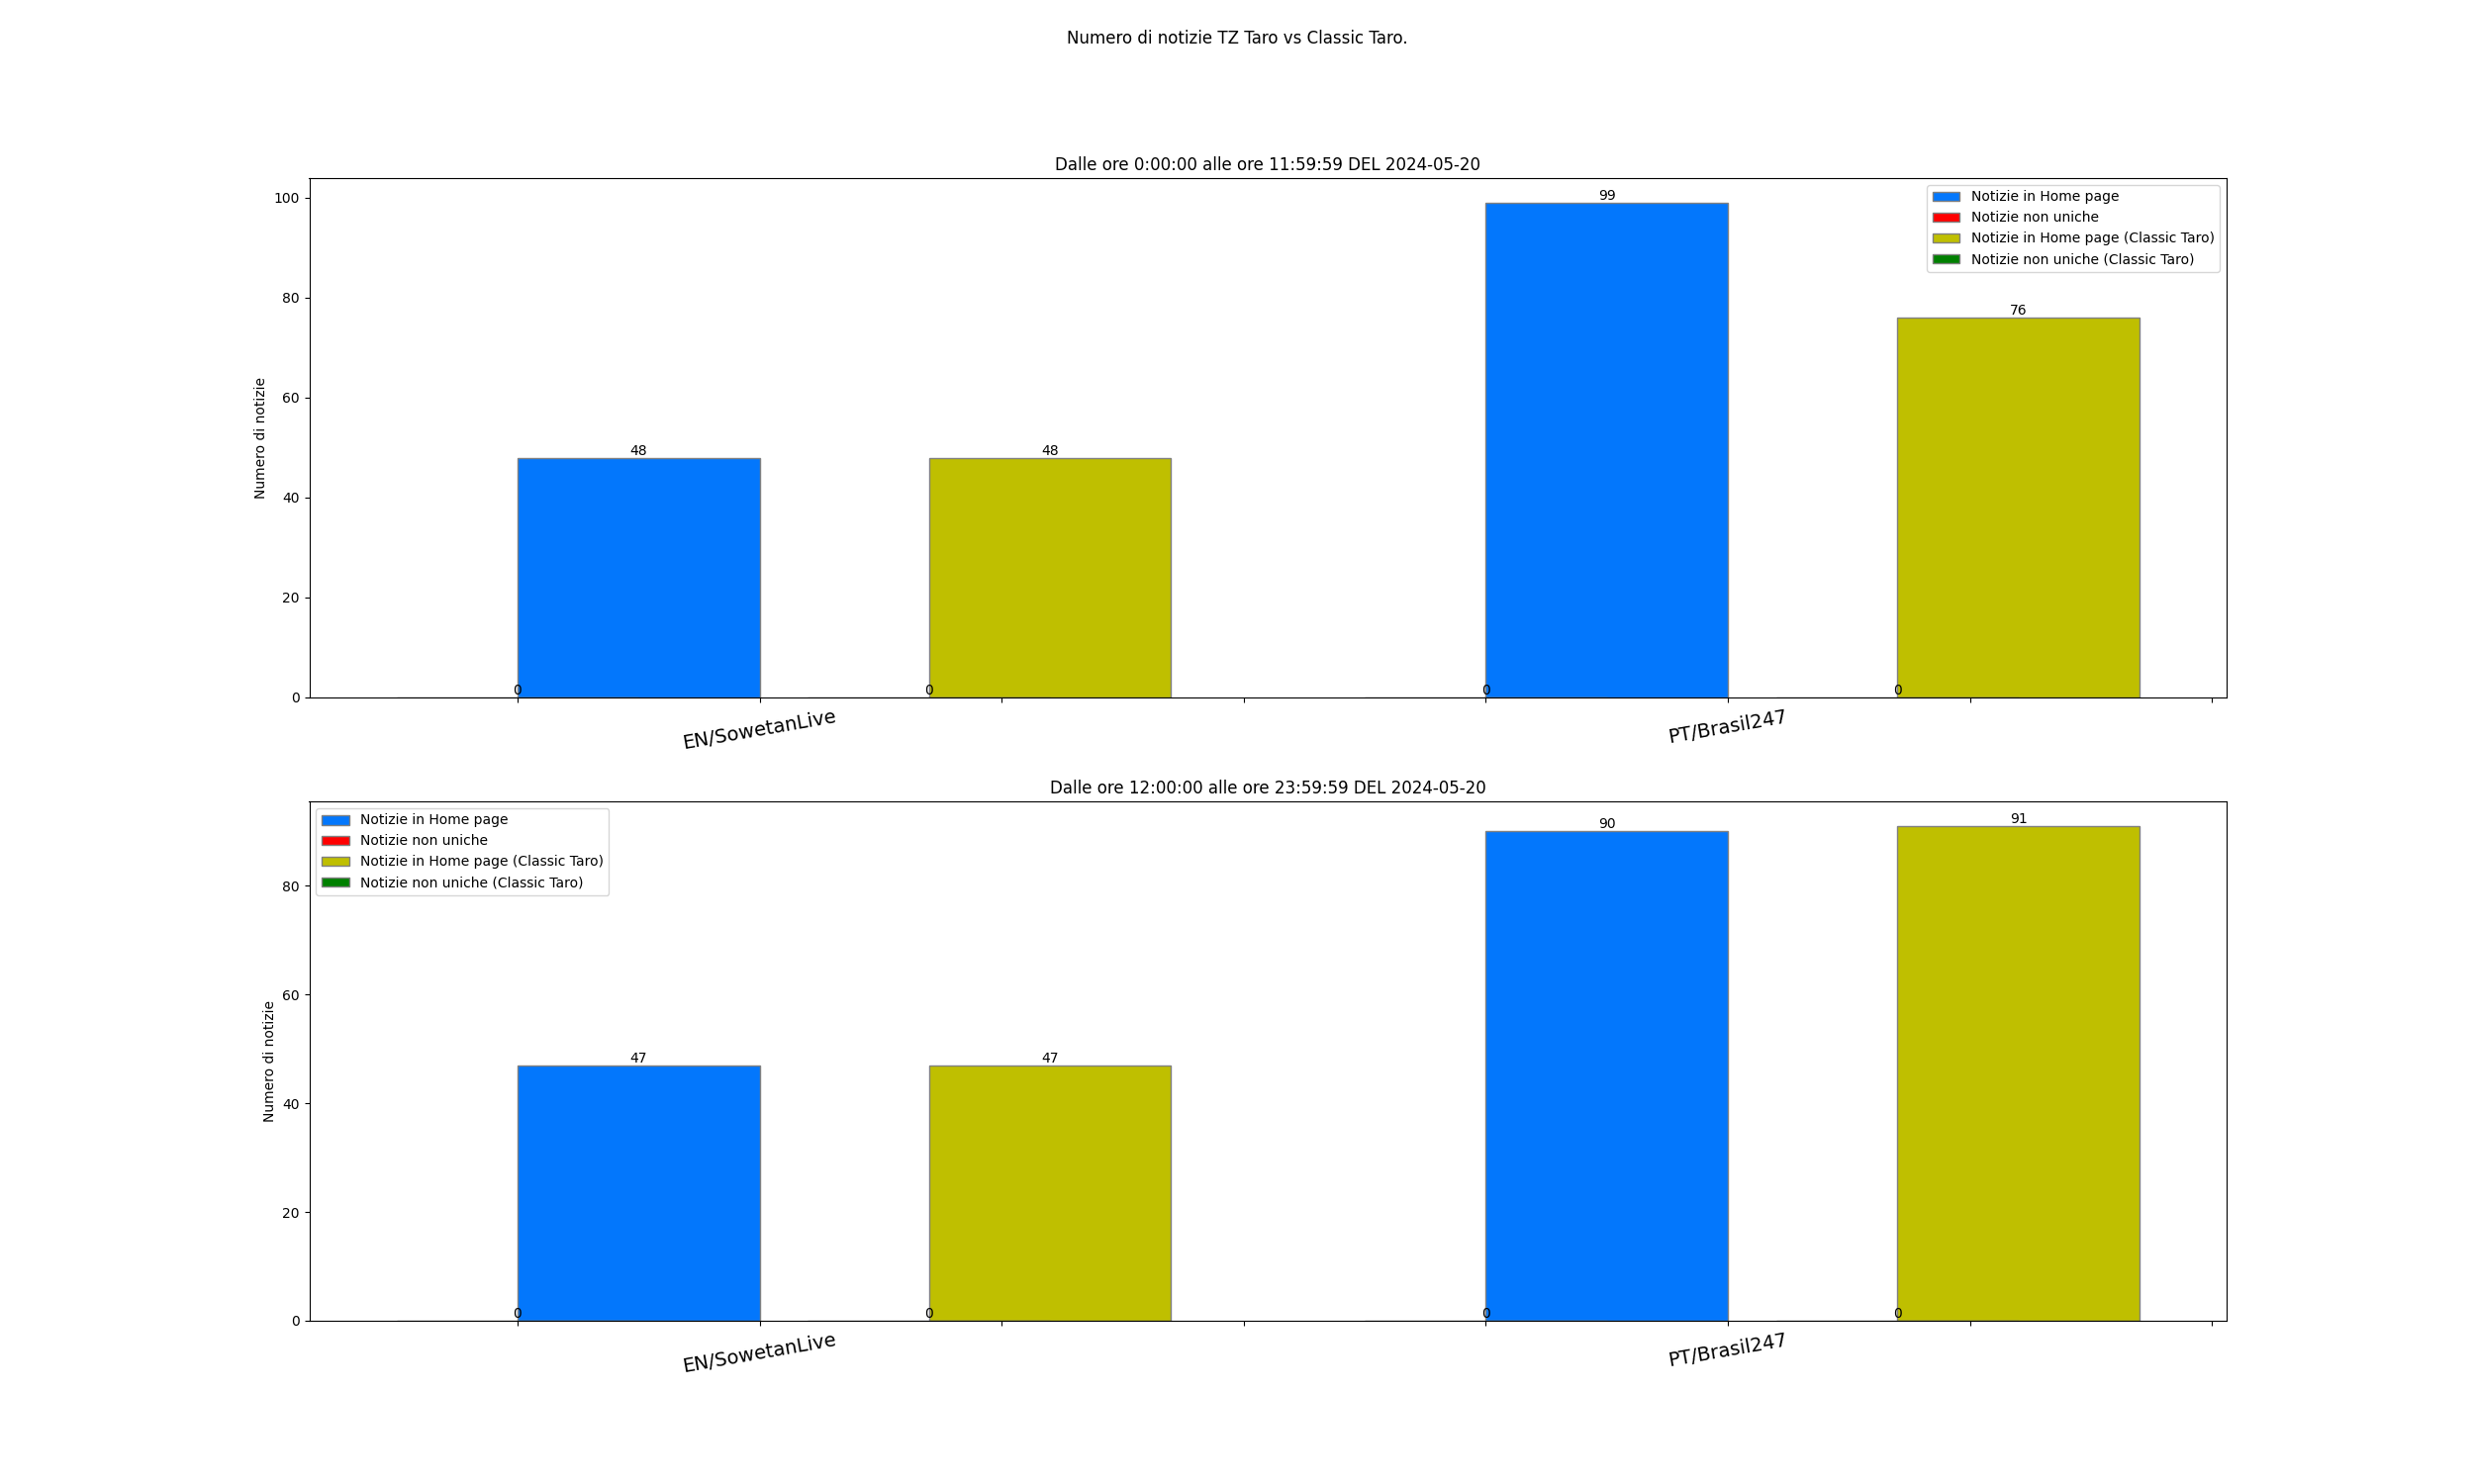 Numero di notizie TZ Taro vs Classic Taro.
Dalle ore 0:00:00 alle ore 11:59:59 DEL 2024-05-20
Numero di notizie
100
80
60
40
20
0
99
76
48
48
0
0
0
0
Notizie in Home page
Notizie non uniche
Notizie in Home page (Classic Taro)
Notizie non uniche (Classic Taro)
EN/SowetanLive
PT/Brasil247
Dalle ore 12:00:00 alle ore 23:59:59 DEL 2024-05-20
Notizie in Home page
Notizie non uniche
Notizie in Home page (Classic Taro)
Notizie non uniche (Classic Taro)
Numero di notizie
80
60
40
20
0
90
91
47
47
0
0
0
0
EN/SowetanLive
PT/Brasil247